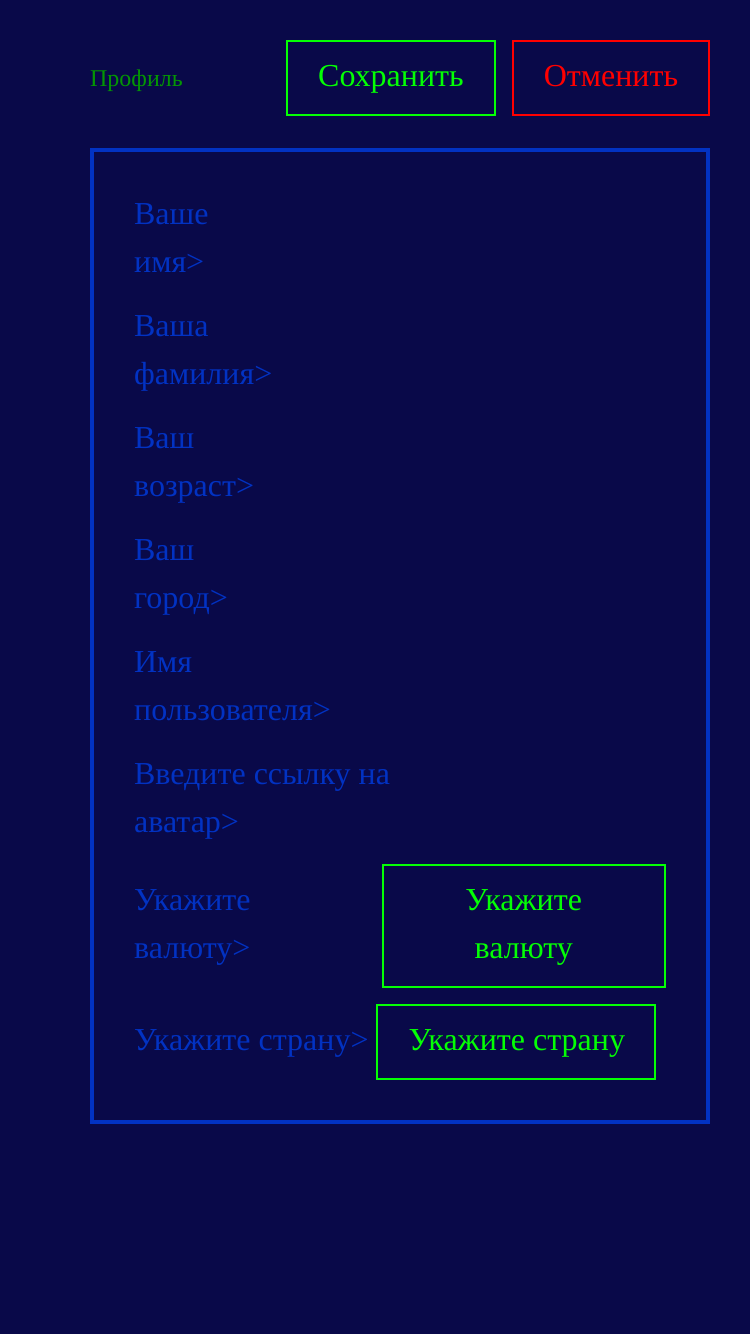 Профиль
Сохранить
Отменить
Ваше
имя>
Ваша
фамилия>
Ваш
возраст>
Ваш
город>
Имя
пользователя>
Введите ссылку на
аватар>
Укажите
валюту>
Укажите
валюту
Укажите страну>
Укажите страну